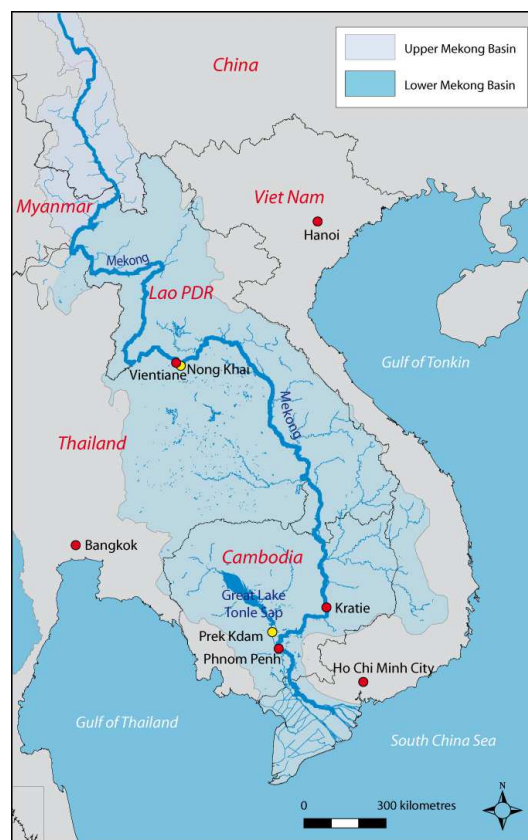 Upper Mekong Basin
Lower Mekong Basin
China
Myanmar
Viet Nam
Hanoi
Mekong
Lao PDR
Gulf of Tonkin
Vientiane
Nong Khai
Mekong
Thailand
Bangkok
Cambodia
Great Lake
Tonle Sap
Kratie
Prek Kdam
Phnom Penh
Ho Chi Minh City
Gulf of Thailand
South China Sea
N
0 300 kilometres